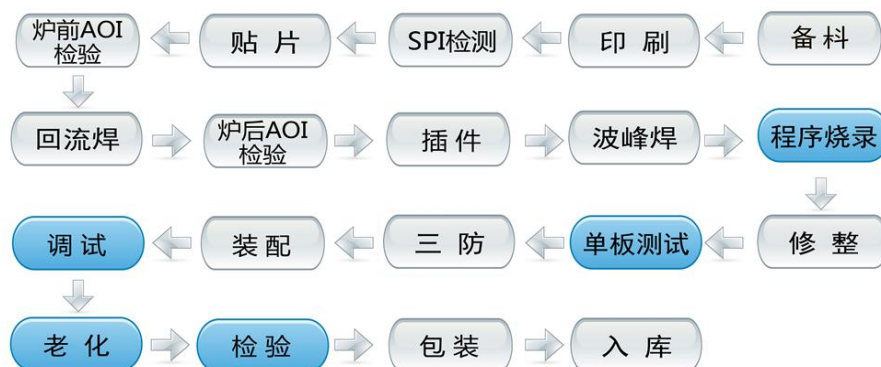 炉前AOI
检验
贴 片
SPI检测
印 刷
备 料
回流焊
炉后AOI
检验
插 件
波峰焊
程序烧录
调 试
装 配
三 防
单板测试
修 整
老 化
检 验
包 装
入 库